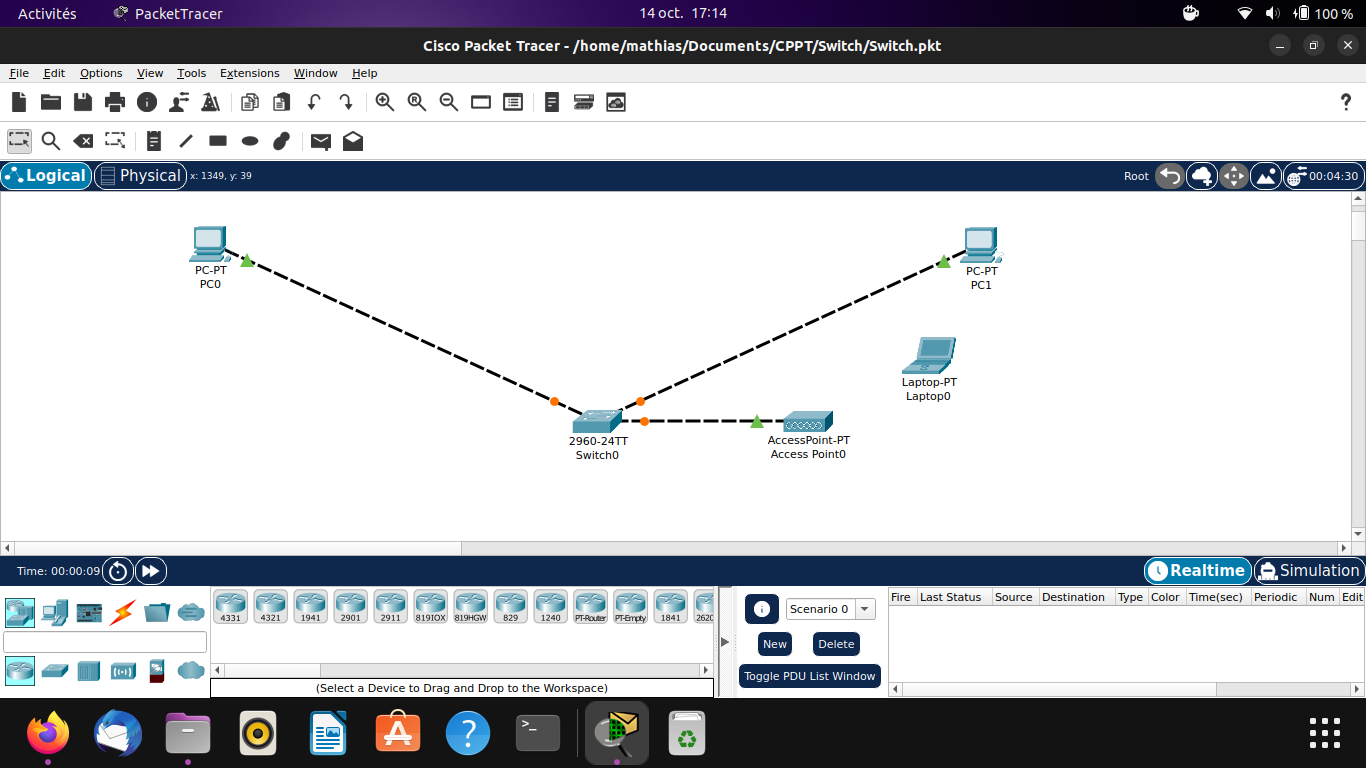 Activités PacketTracer 14 oct. 17:14 100 %
Cisco Packet Tracer - /home/mathias/Documents/CPPT/Switch/Switch.pkt
File Edit Options View Tools Extensions Window Help
Logical Physical x: 1349, y: 39 Root 00:04:30
PC-PT
PC0
PC-PT
PC1
Laptop-PT
Laptop0
2960-24TT
Switch0
AccessPoint-PT
Access Point0
Time: 00:00:09 Realtime Simulation
4331 4321 1941 2901 2911 819IOX 819HGW 829 1240 PT-Router PT-Empty 1841 2620
(Select a Device to Drag and Drop to the Workspace)
Scenario 0
New Delete
Toggle PDU List Window
Fire Last Status Source Destination Type Color Time(sec) Periodic Num Edit